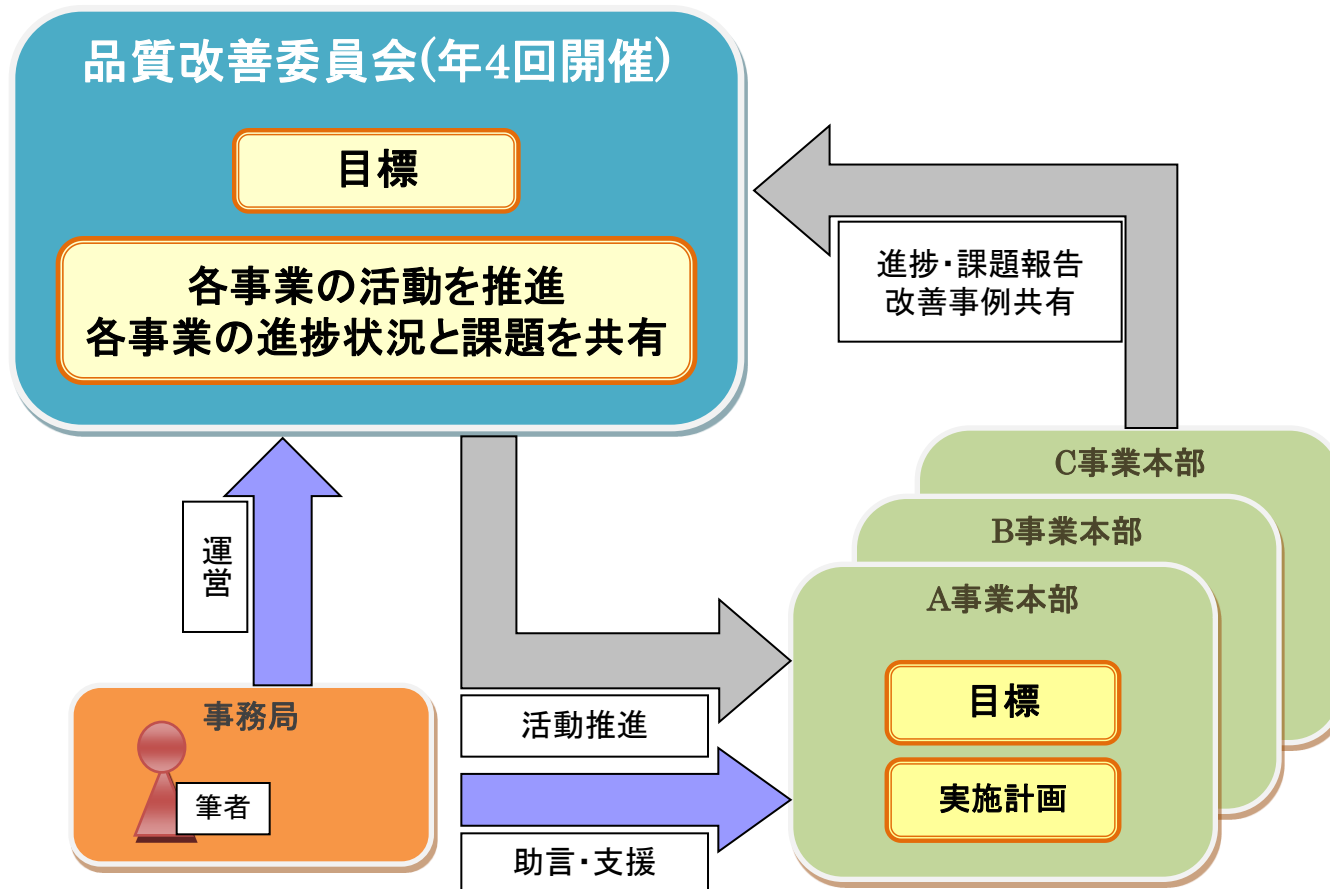 品質改善委員会(年4回開催)
目標
各事業の活動を推進
各事業の進捗状況と課題を共有
進捗・課題報告
改善事例共有
C事業本部
B事業本部
A事業本部
目標
実施計画
運営
事務局
筆者
活動推進
助言・支援